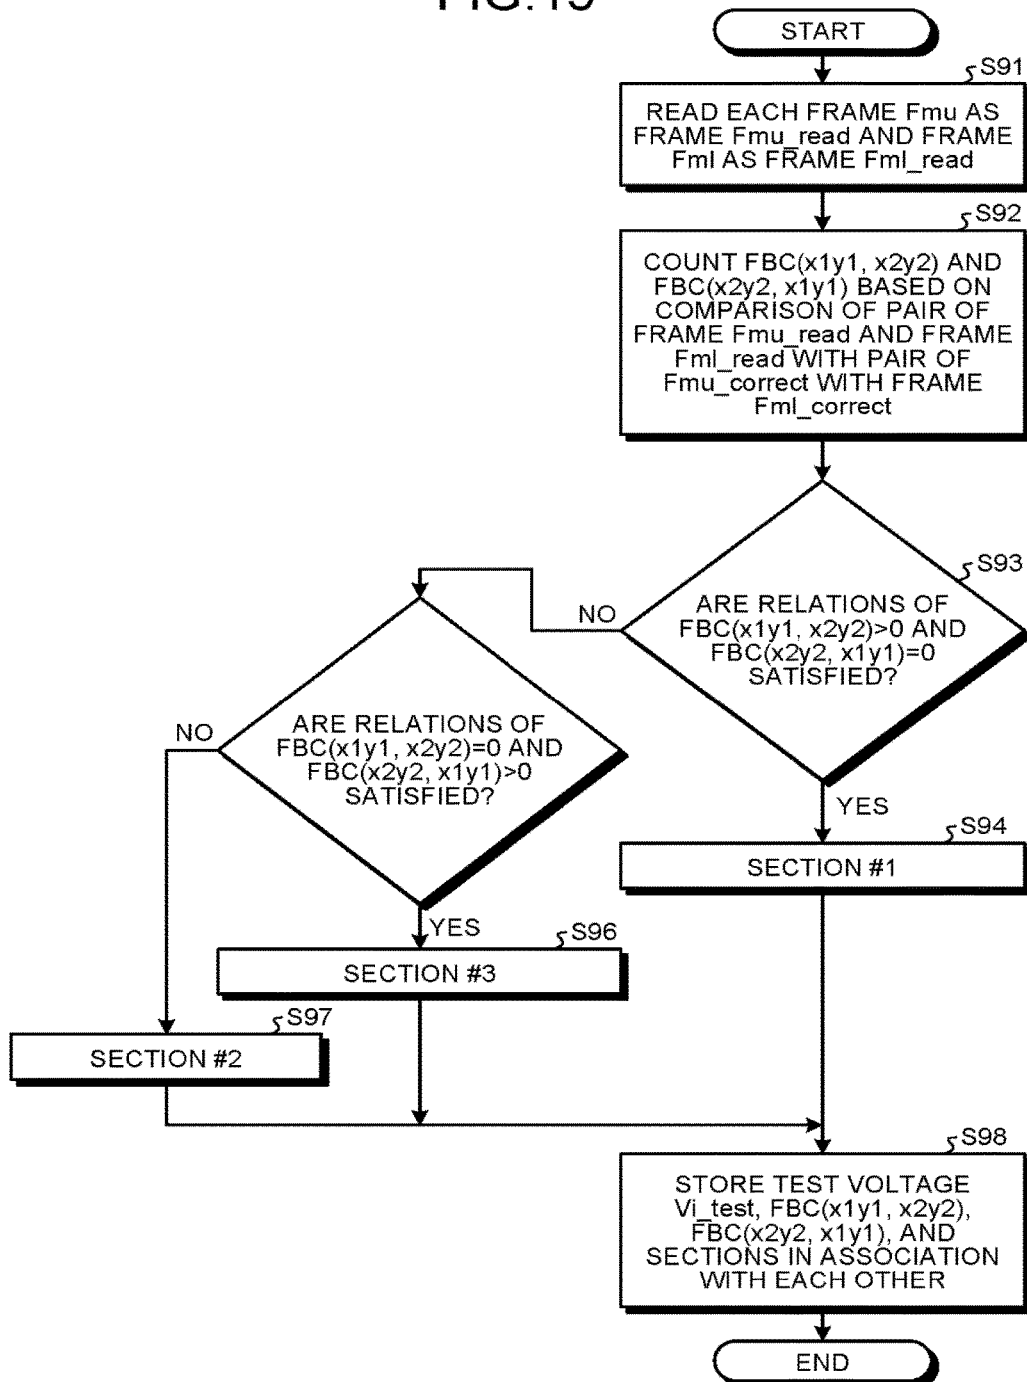 FIG.19
START
S91
READ EACH FRAME Fmu AS
FRAME Fmu_read AND FRAME
Fml AS FRAME Fml_read
S92
COUNT FBC(x1y1, x2y2) AND
FBC(x2y2, x1y1) BASED ON
COMPARISON OF PAIR OF
FRAME Fmu_read AND FRAME
Fml_read WITH PAIR OF
Fmu_correct WITH FRAME
Fml_correct
S93
ARE RELATIONS OF
FBC(x1y1, x2y2)>0 AND
FBC(x2y2, x1y1)=0
SATISFIED?
NO
YES
ARE RELATIONS OF
FBC(x1y1, x2y2)=0 AND
FBC(x2y2, x1y1)>0
SATISFIED?
NO
YES
S94
SECTION #1
S96
SECTION #3
S97
SECTION #2
S98
STORE TEST VOLTAGE
Vi_test, FBC(x1y1, x2y2),
FBC(x2y2, x1y1), AND
SECTIONS IN ASSOCIATION
WITH EACH OTHER
END